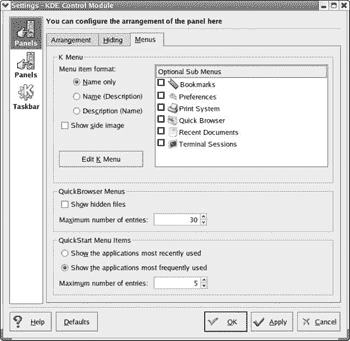 Settings - KDE Control Module
You can configure the arrangement of the panel here
Panels
Panels
Taskbar
Arrangement Hiding Menus
K Menu
Menu item format:
Name only
Name (Description)
Description (Name)
Show side image
Edit K Menu
Optional Sub Menus
Bookmarks
Preferences
Print System
Quick Browser
Recent Documents
Terminal Sessions
QuickBrowser Menus
Show hidden files
Maximum number of entries: 30
QuickStart Menu Items
Show the applications most recently used
Show the applications most frequently used
Maximum number of entries: 5
Help Defaults OK Apply Cancel